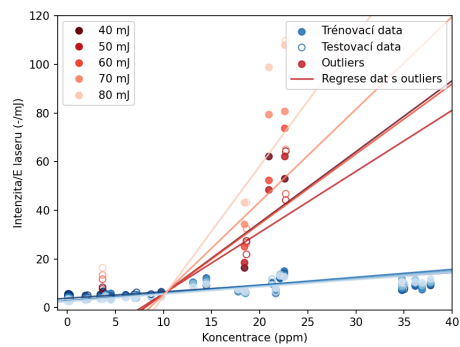 120
100
80
60
40
20
0
Intenzita/E laseru (-/mJ)
40 mJ
50 mJ
60 mJ
70 mJ
80 mJ
Trénovací data
Testovací data
Outliers
Regrese dat s outliers
0 5 10 15 20 25 30 35 40
Koncentrace (ppm)